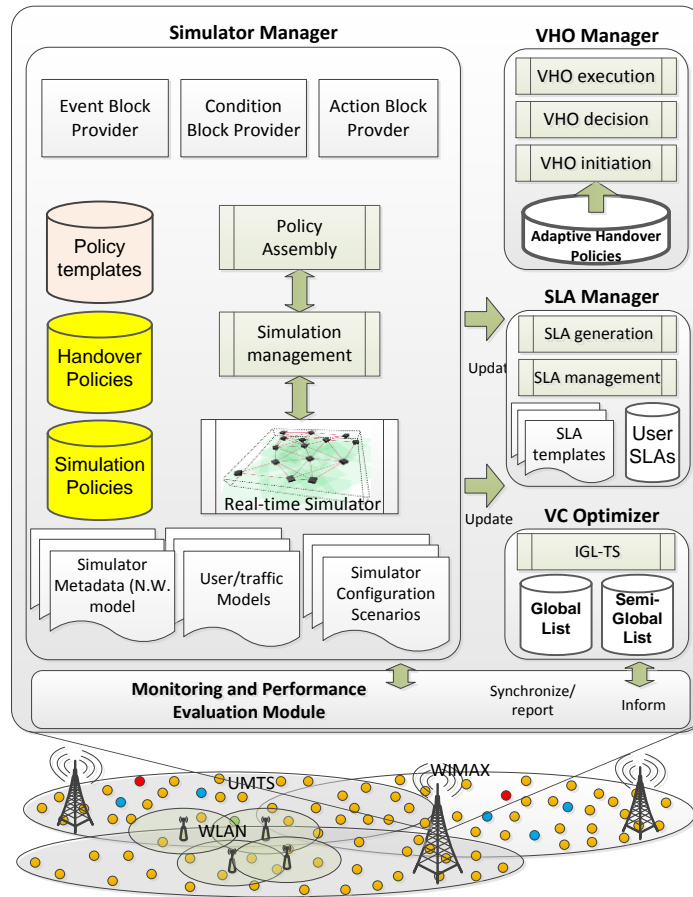 Simulator Manager
Event Block
Provider
Condition
Block Provider
Action Block
Provder
Policy
templates
Handover
Policies
Simulation
Policies
Policy
Assembly
Simulation
management
Real-time Simulator
Simulator
Metadata (N.W.
model
User/traffic
Models
Simulator
Configuration
Scenarios
VHO Manager
VHO execution
VHO decision
VHO initiation
Adaptive Handover
Policies
Updat
SLA Manager
SLA generation
SLA management
SLA
templates
User
SLAs
Update
VC Optimizer
IGL-TS
Global
List
Semi-
Global
List
Monitoring and Performance
Evaluation Module
Synchronize/
report
Inform
UMTS
WIMAX
WLAN